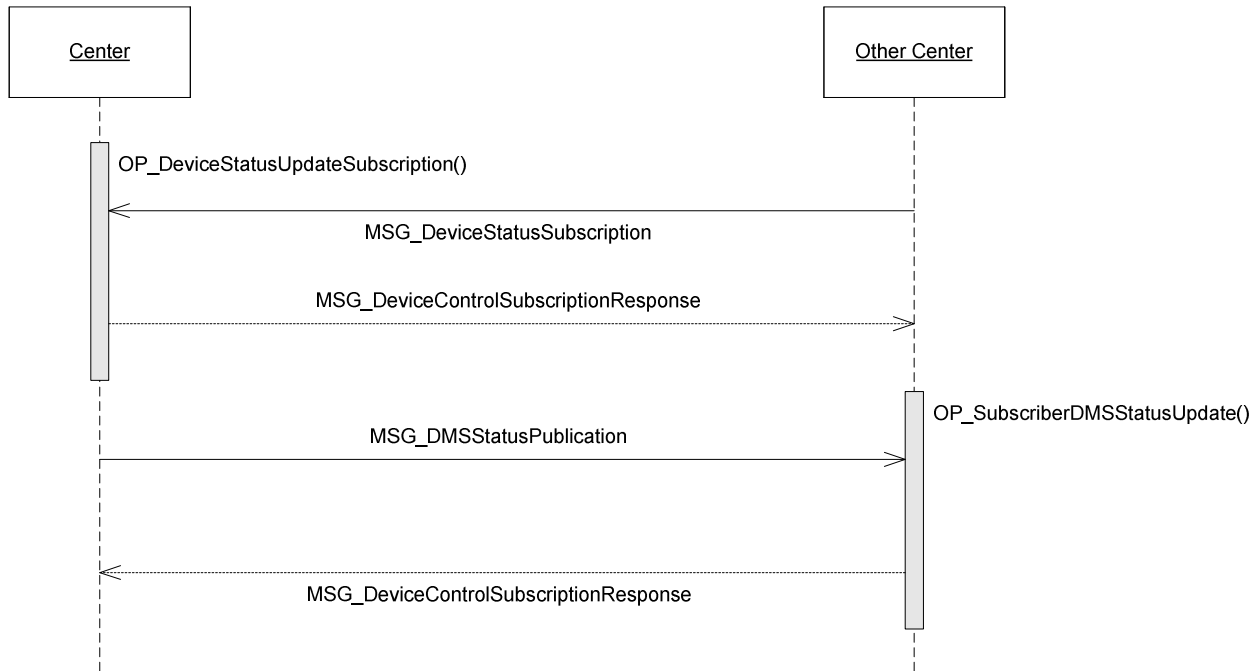 Center
Other Center
OP_DeviceStatusUpdateSubscription()
MSG_DeviceStatusSubscription
MSG_DeviceControlSubscriptionResponse
OP_SubscriberDMSStatusUpdate()
MSG_DMSStatusPublication
MSG_DeviceControlSubscriptionResponse